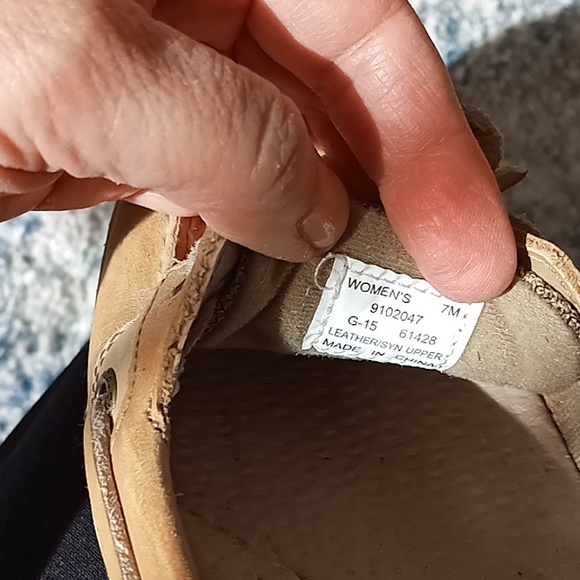 WOMEN'S 7M
9102047
G-15 61428
LEATHER/SYN UPPER
MADE IN CHINA